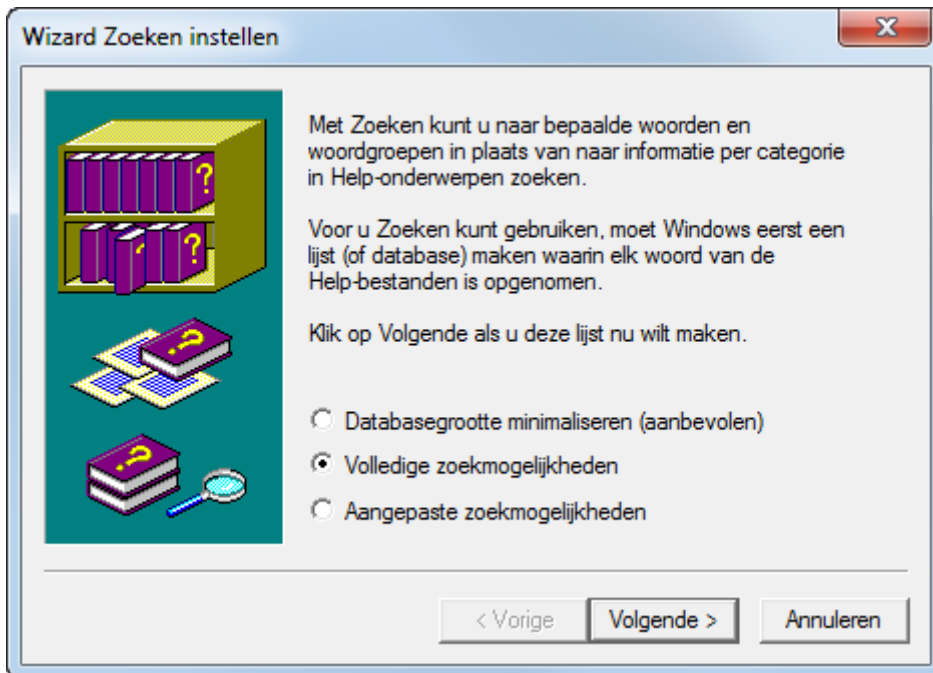 Wizard Zoeken instellen
Met Zoeken kunt u naar bepaalde woorden en
woordgroepen in plaats van naar informatie per categorie
in Help-onderwerpen zoeken.
Voor u Zoeken kunt gebruiken, moet Windows eerst een
lijst (of database) maken waarin elk woord van de
Help-bestanden is opgenomen.
Klik op Volgende als u deze lijst nu wilt maken.
Databasegrootte minimaliseren (aanbevolen)
Volledige zoekmogelijkheden
Aangepaste zoekmogelijkheden
< Vorige Volgende > Annuleren